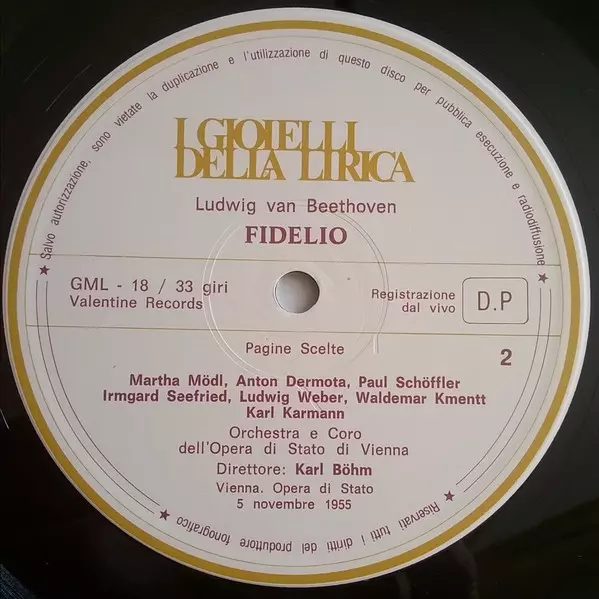 Salvo autorizzazione, sono vietate la duplicazione e l'utilizzazione di questo disco per pubblica esecuzione e radiodiffusione
I GIOIELLI
DELLA LIRICA
Ludwig van Beethoven
FIDELIO
GML - 18 / 33 giri
Valentine Records
Registrazione
dal vivo
D.P
Pagine Scelte
2
Martha Mödl, Anton Dermota, Paul Schöffler
Irmgard Seefried, Ludwig Weber, Waldemar Kmentt
Karl Karmann
Orchestra e Coro
dell'Opera di Stato di Vienna
Direttore: Karl Böhm
Vienna. Opera di Stato
5 novembre 1955
Riservati tutti i diritti del produttore fonografico